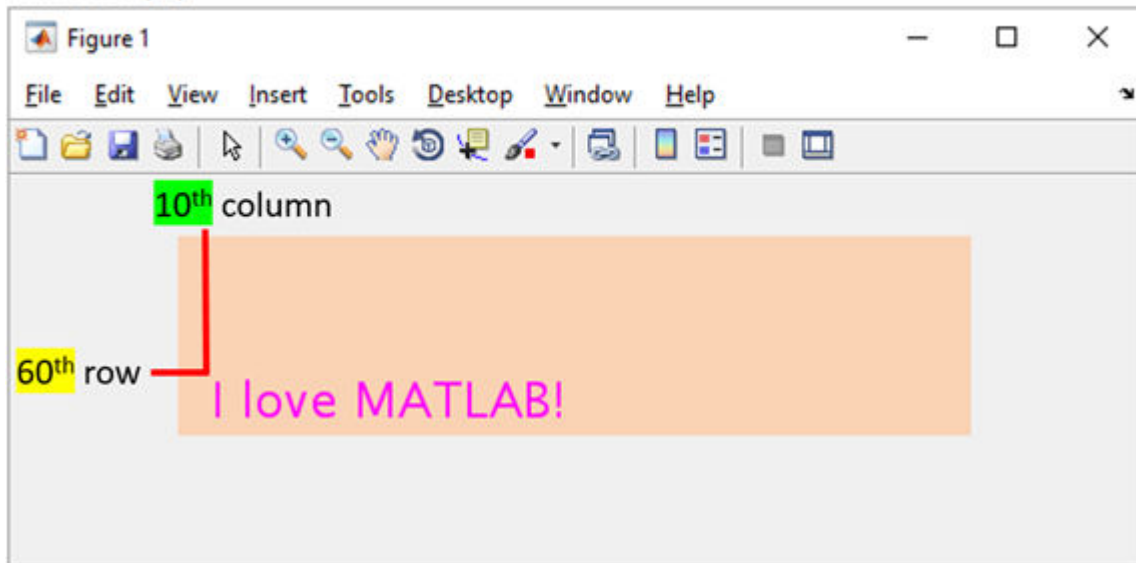 Figure 1
File Edit View Insert Tools Desktop Window Help
10th column
60th row
I love MATLAB!